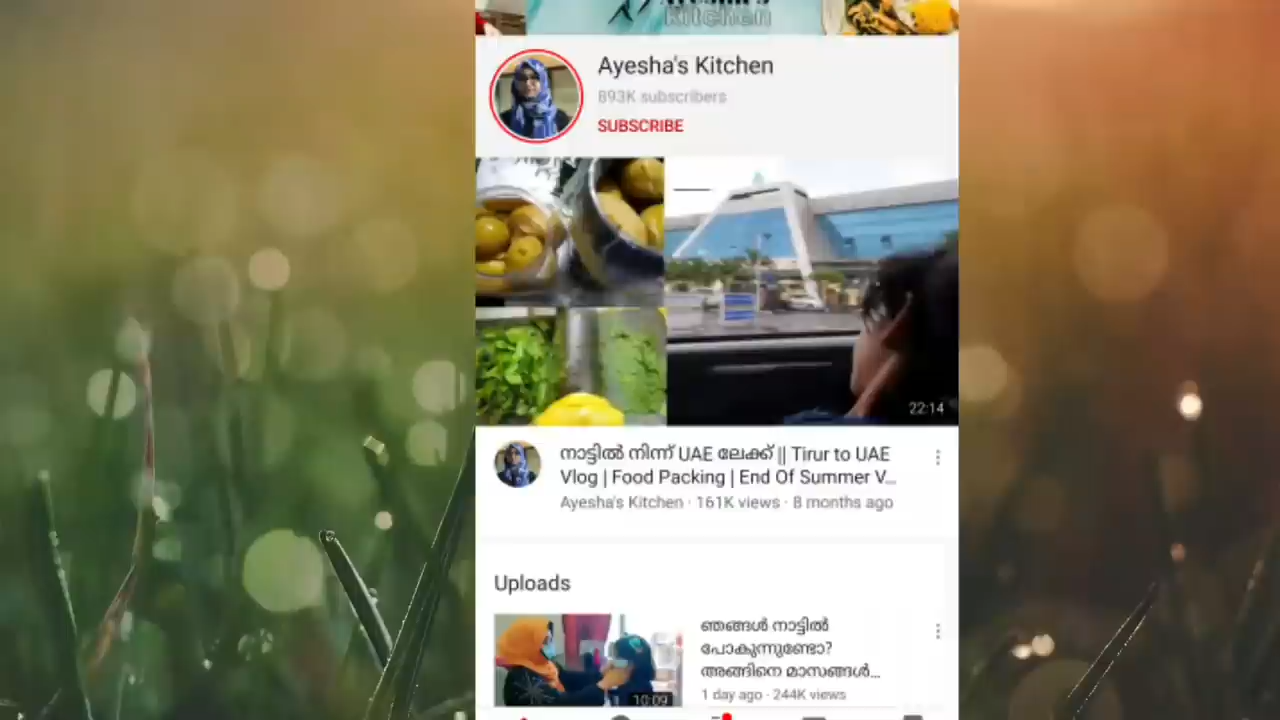 Kitchen
Ayesha's Kitchen
893K subscribers
SUBSCRIBE
22:14
നാട്ടിൽ നിന്ന് UAE ലേക്ക് || Tirur to UAE
Vlog | Food Packing | End Of Summer V...
Ayesha's Kitchen · 161K views · 8 months ago
Uploads
ഞങ്ങൾ നാട്ടിൽ
പോകുന്നുണ്ടോ?
അങ്ങിനെ മാസങ്ങൾ...
10:09
1 day ago · 244K views